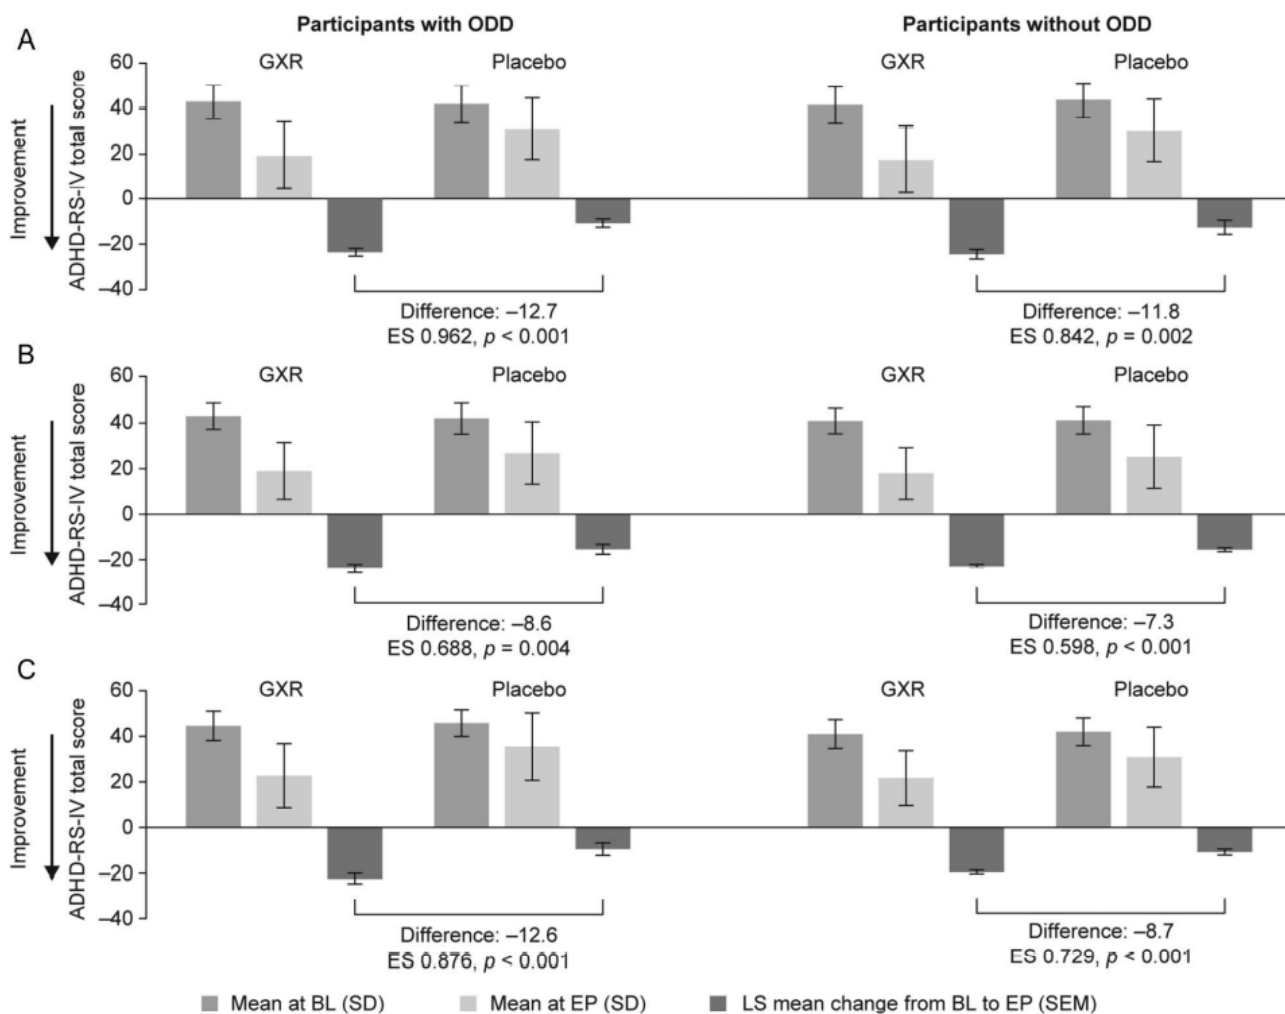 Participants with ODD
Participants without ODD
A
Improvement
ADHD-RS-IV total score
60
40
20
0
–20
–40
GXR
Placebo
GXR
Placebo
Difference: –12.7
ES 0.962, p < 0.001
Difference: –11.8
ES 0.842, p = 0.002
B
Improvement
ADHD-RS-IV total score
60
40
20
0
–20
–40
GXR
Placebo
GXR
Placebo
Difference: –8.6
ES 0.688, p = 0.004
Difference: –7.3
ES 0.598, p < 0.001
C
Improvement
ADHD-RS-IV total score
60
40
20
0
–20
–40
GXR
Placebo
GXR
Placebo
Difference: –12.6
ES 0.876, p < 0.001
Difference: –8.7
ES 0.729, p < 0.001
Mean at BL (SD)
Mean at EP (SD)
LS mean change from BL to EP (SEM)